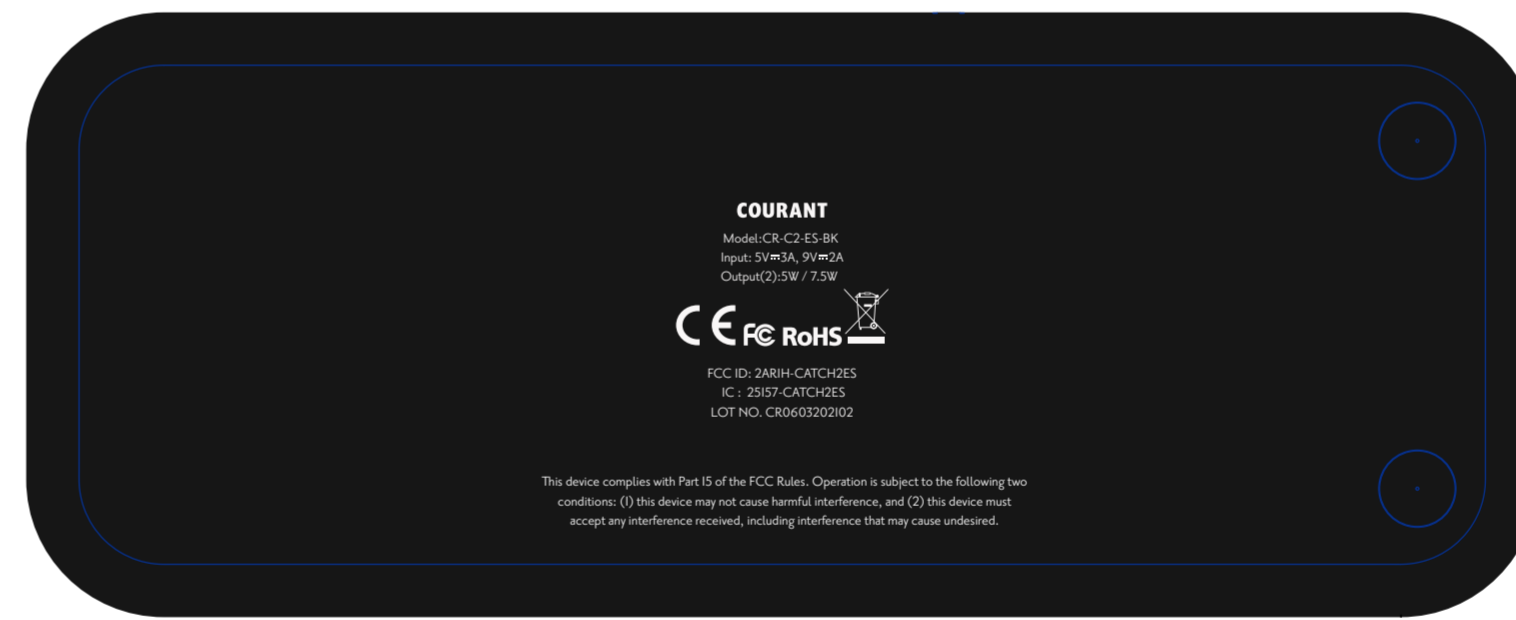 COURANT
Model:CR-C2-ES-BK
Input: 5V⎓3A, 9V⎓2A
Output(2):5W / 7.5W
CE FC RoHS
FCC ID: 2ARIH-CATCH2ES
IC : 25157-CATCH2ES
LOT NO. CR0603202102
This device complies with Part 15 of the FCC Rules. Operation is subject to the following two
conditions: (1) this device may not cause harmful interference, and (2) this device must
accept any interference received, including interference that may cause undesired.